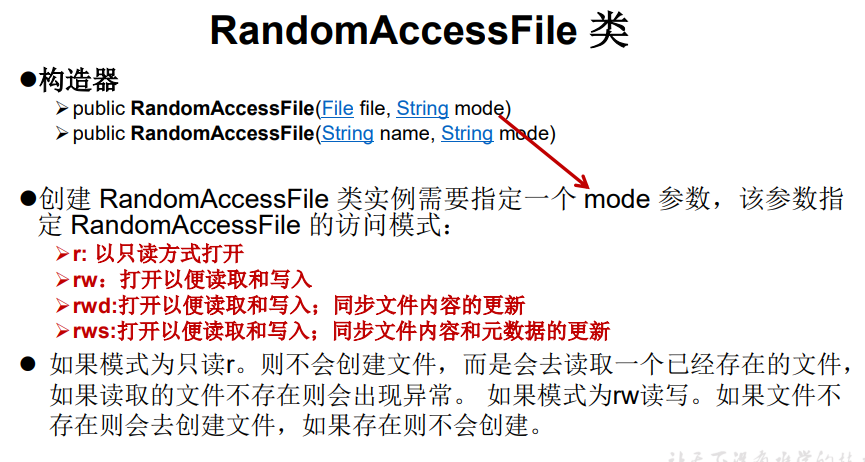 RandomAccessFile 类
●构造器
➢public RandomAccessFile(File file, String mode)
➢public RandomAccessFile(String name, String mode)
●创建 RandomAccessFile 类实例需要指定一个 mode 参数，该参数指
定 RandomAccessFile 的访问模式：
➢r: 以只读方式打开
➢rw：打开以便读取和写入
➢rwd:打开以便读取和写入；同步文件内容的更新
➢rws:打开以便读取和写入；同步文件内容和元数据的更新
● 如果模式为只读r。则不会创建文件，而是会去读取一个已经存在的文件，
如果读取的文件不存在则会出现异常。 如果模式为rw读写。如果文件不
存在则会去创建文件，如果存在则不会创建。